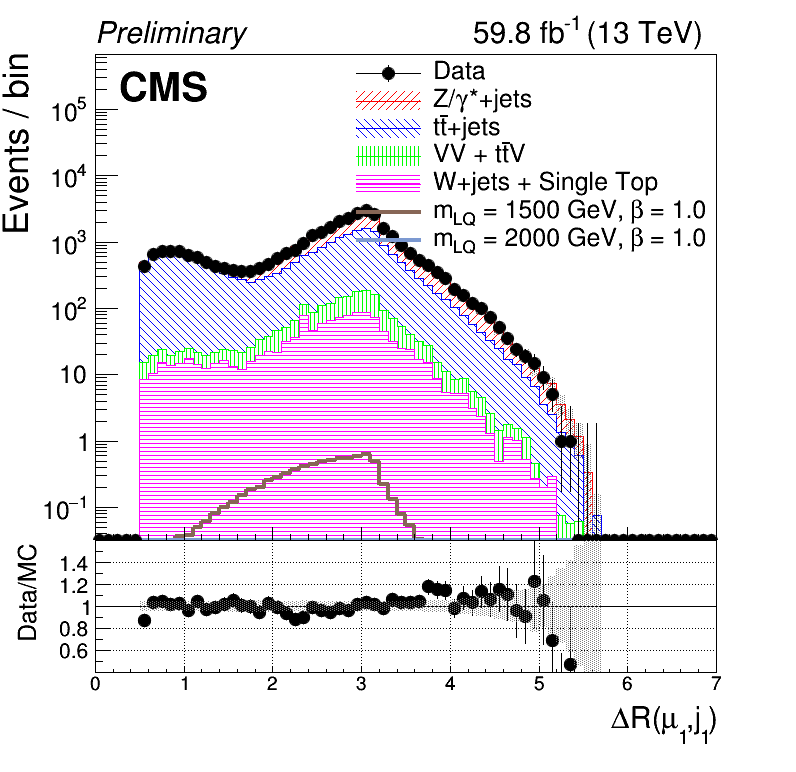 Preliminary 59.8 fb⁻¹ (13 TeV)
CMS
Data
Z/γ*+jets
tt̄+jets
VV + tt̄V
W+jets + Single Top
m_LQ = 1500 GeV, β = 1.0
m_LQ = 2000 GeV, β = 1.0
Events / bin
10⁵
10⁴
10³
10²
10
1
10⁻¹
Data/MC
1.4
1.2
1
0.8
0.6
0 1 2 3 4 5 6 7
ΔR(μ₁,j₁)